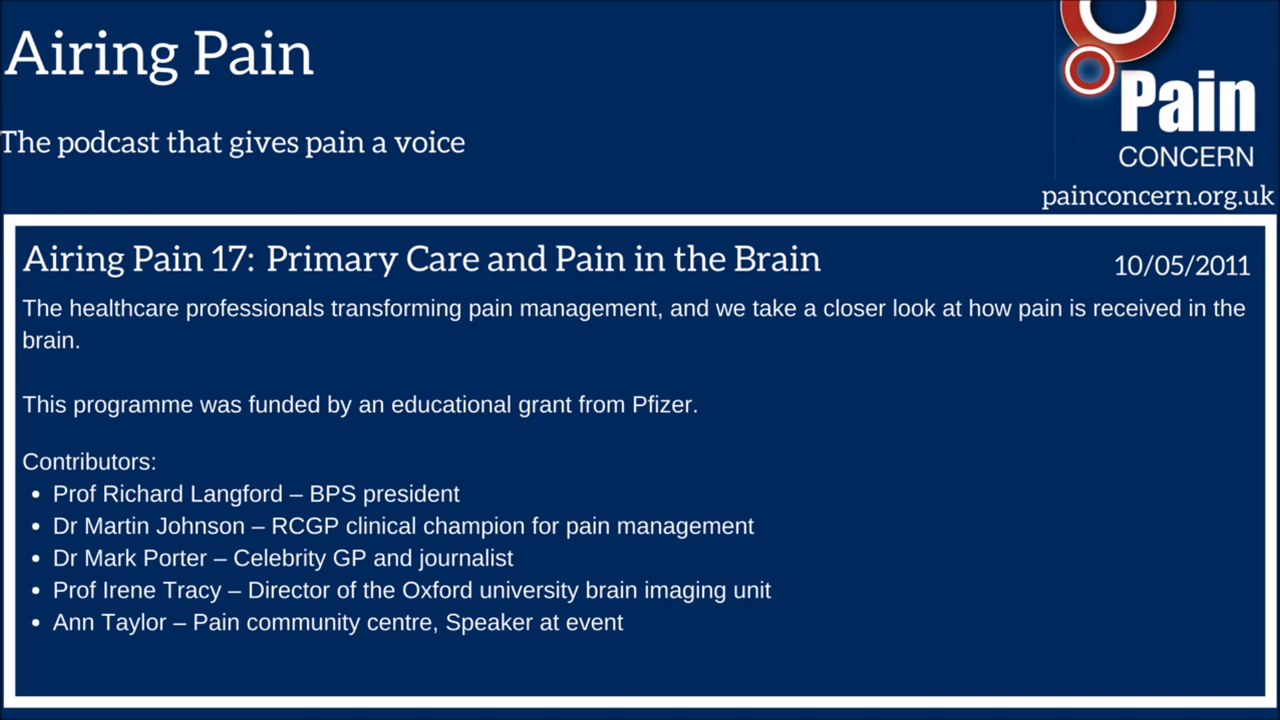 Airing Pain
The podcast that gives pain a voice
Pain
CONCERN
painconcern.org.uk
Airing Pain 17: Primary Care and Pain in the Brain
10/05/2011
The healthcare professionals transforming pain management, and we take a closer look at how pain is received in the
brain.
This programme was funded by an educational grant from Pfizer.
Contributors:
• Prof Richard Langford – BPS president
• Dr Martin Johnson – RCGP clinical champion for pain management
• Dr Mark Porter – Celebrity GP and journalist
• Prof Irene Tracy – Director of the Oxford university brain imaging unit
• Ann Taylor – Pain community centre, Speaker at event